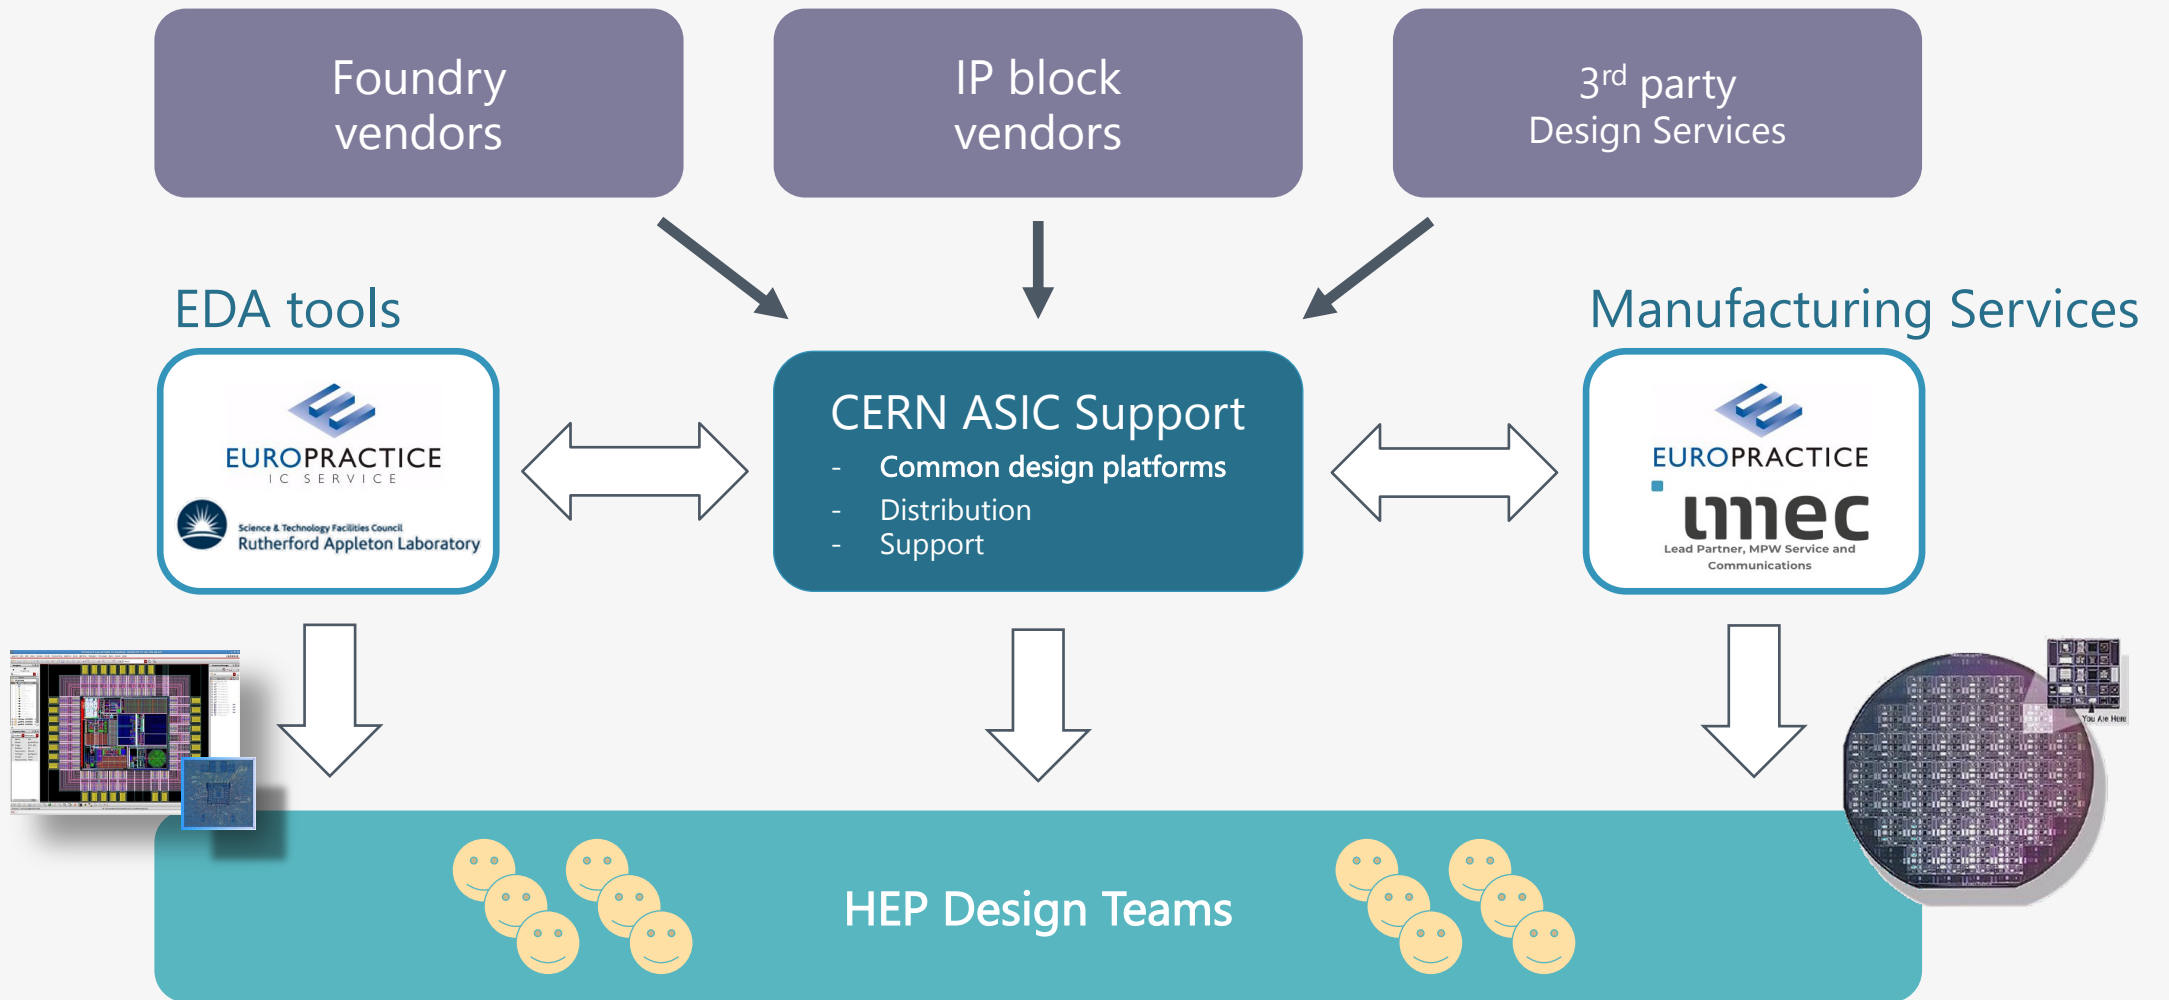 Foundry
vendors
IP block
vendors
3rd party
Design Services
EDA tools
Manufacturing Services
EUROPRACTICE
IC SERVICE
Science & Technology Facilities Council
Rutherford Appleton Laboratory
CERN ASIC Support
- Common design platforms
- Distribution
- Support
EUROPRACTICE
imec
Lead Partner, MPW Service and
Communications
You Are Here
HEP Design Teams